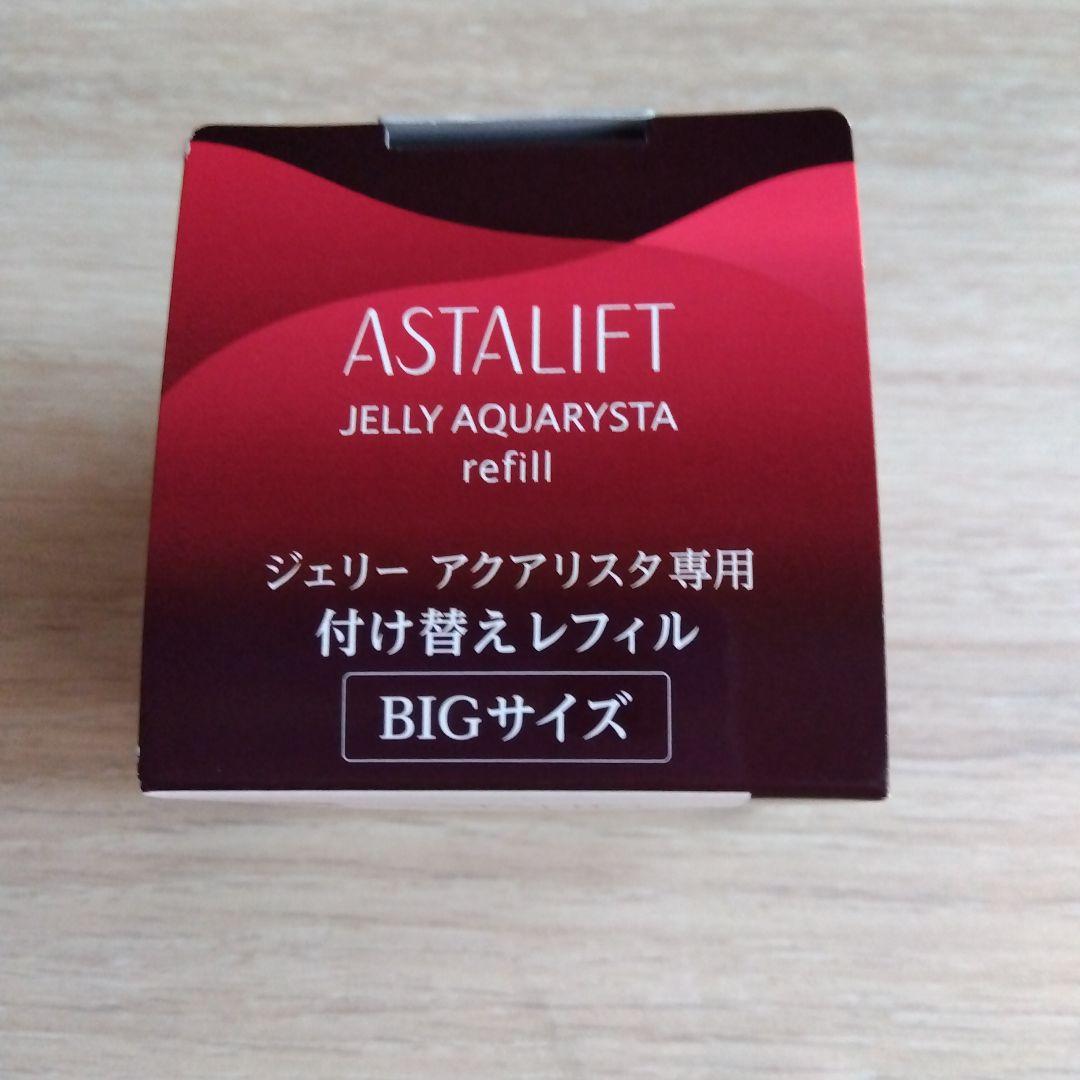 ASTALIFT
JELLY AQUARYSTA
refill
ジェリー アクアリスタ専用
付け替えレフィル
BIGサイズ